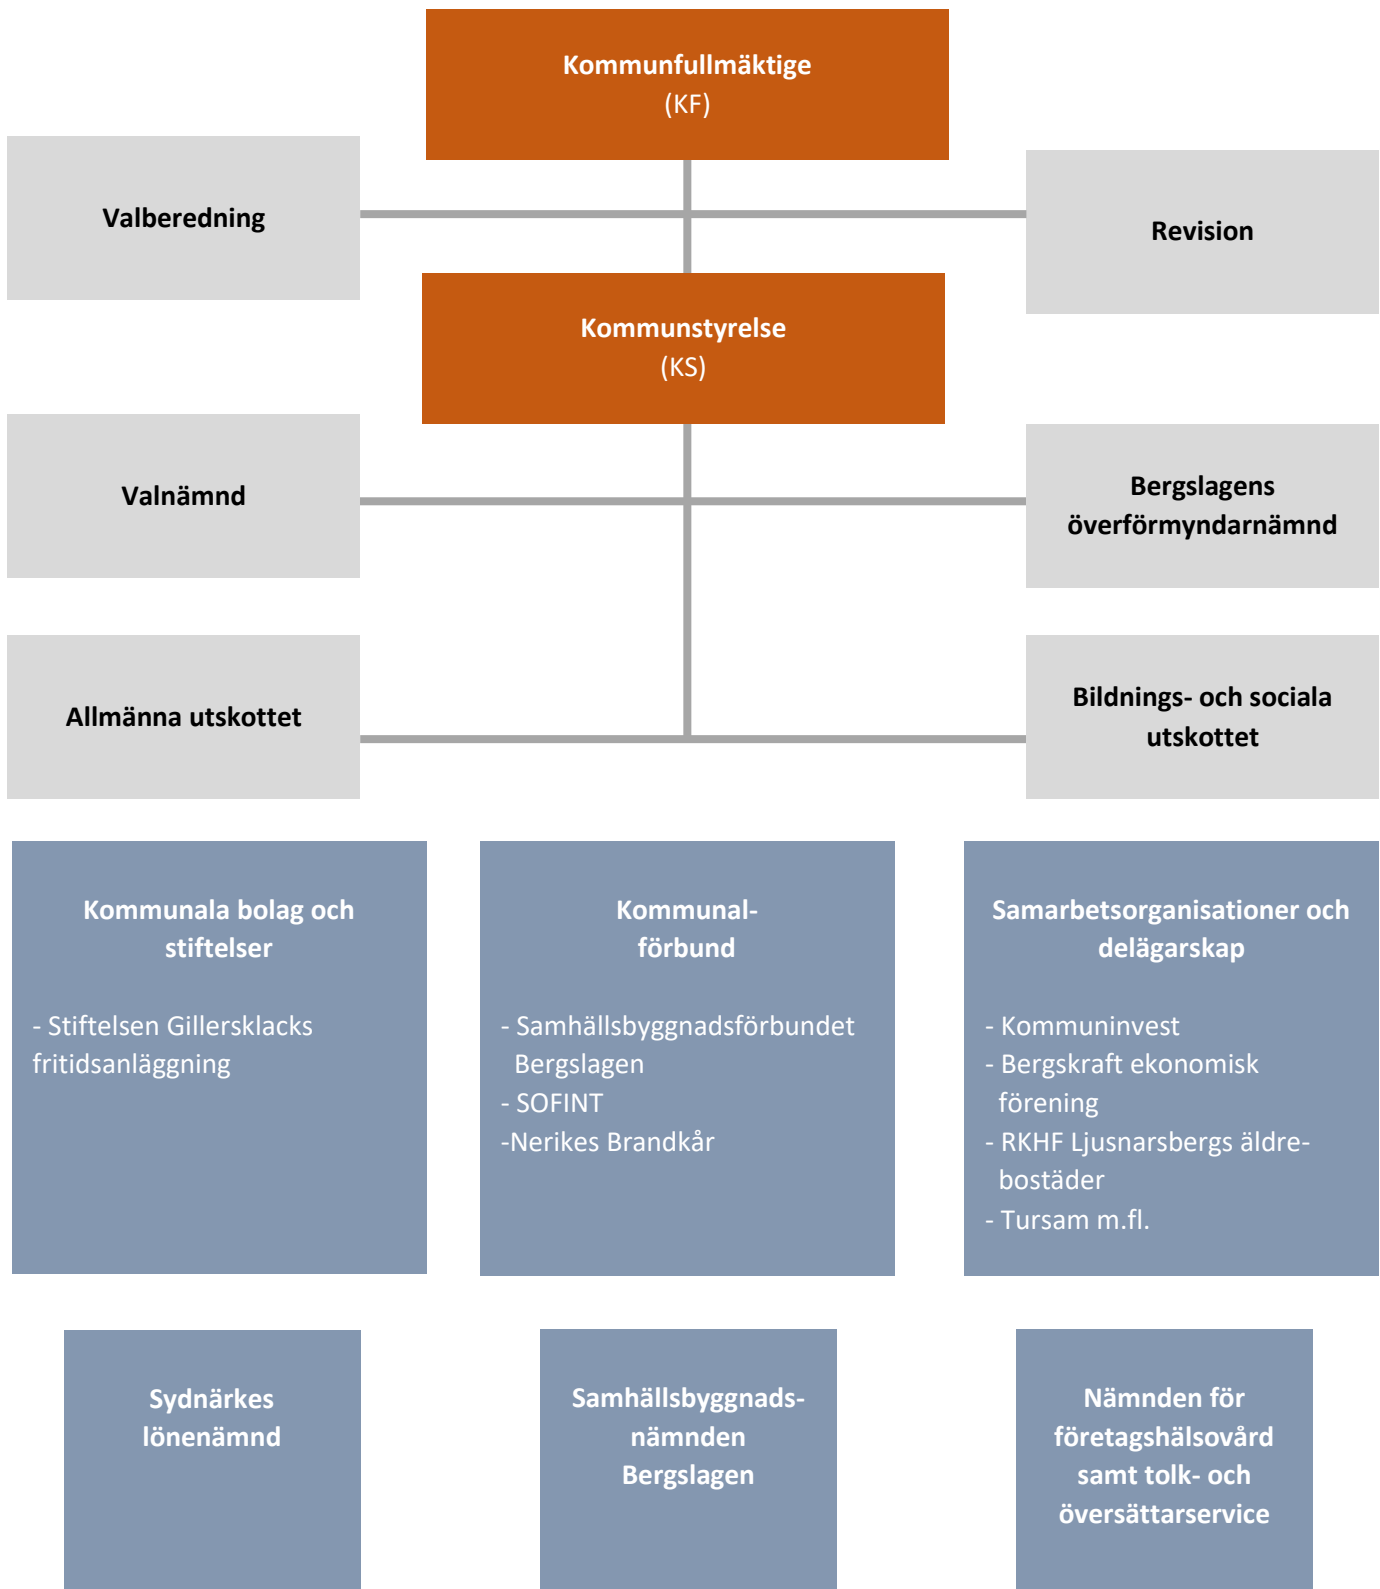 Kommunfullmäktige
(KF)
Valberedning
Revision
Kommunstyrelse
(KS)
Valnämnd
Bergslagens
överförmyndarnämnd
Allmänna utskottet
Bildnings- och sociala
utskottet
Kommunala bolag och
stiftelser
- Stiftelsen Gillersklacks
fritidsanläggning
Kommunal-
förbund
- Samhällsbyggnadsförbundet
Bergslagen
- SOFINT
-Nerikes Brandkår
Samarbetsorganisationer och
delägarskap
- Kommuninvest
- Bergskraft ekonomisk
förening
- RKHF Ljusnarsbergs äldre-
bostäder
- Tursam m.fl.
Sydnärkes
lönenämnd
Samhällsbyggnads-
nämnden
Bergslagen
Nämnden för
företagshälsovård
samt tolk- och
översättarservice